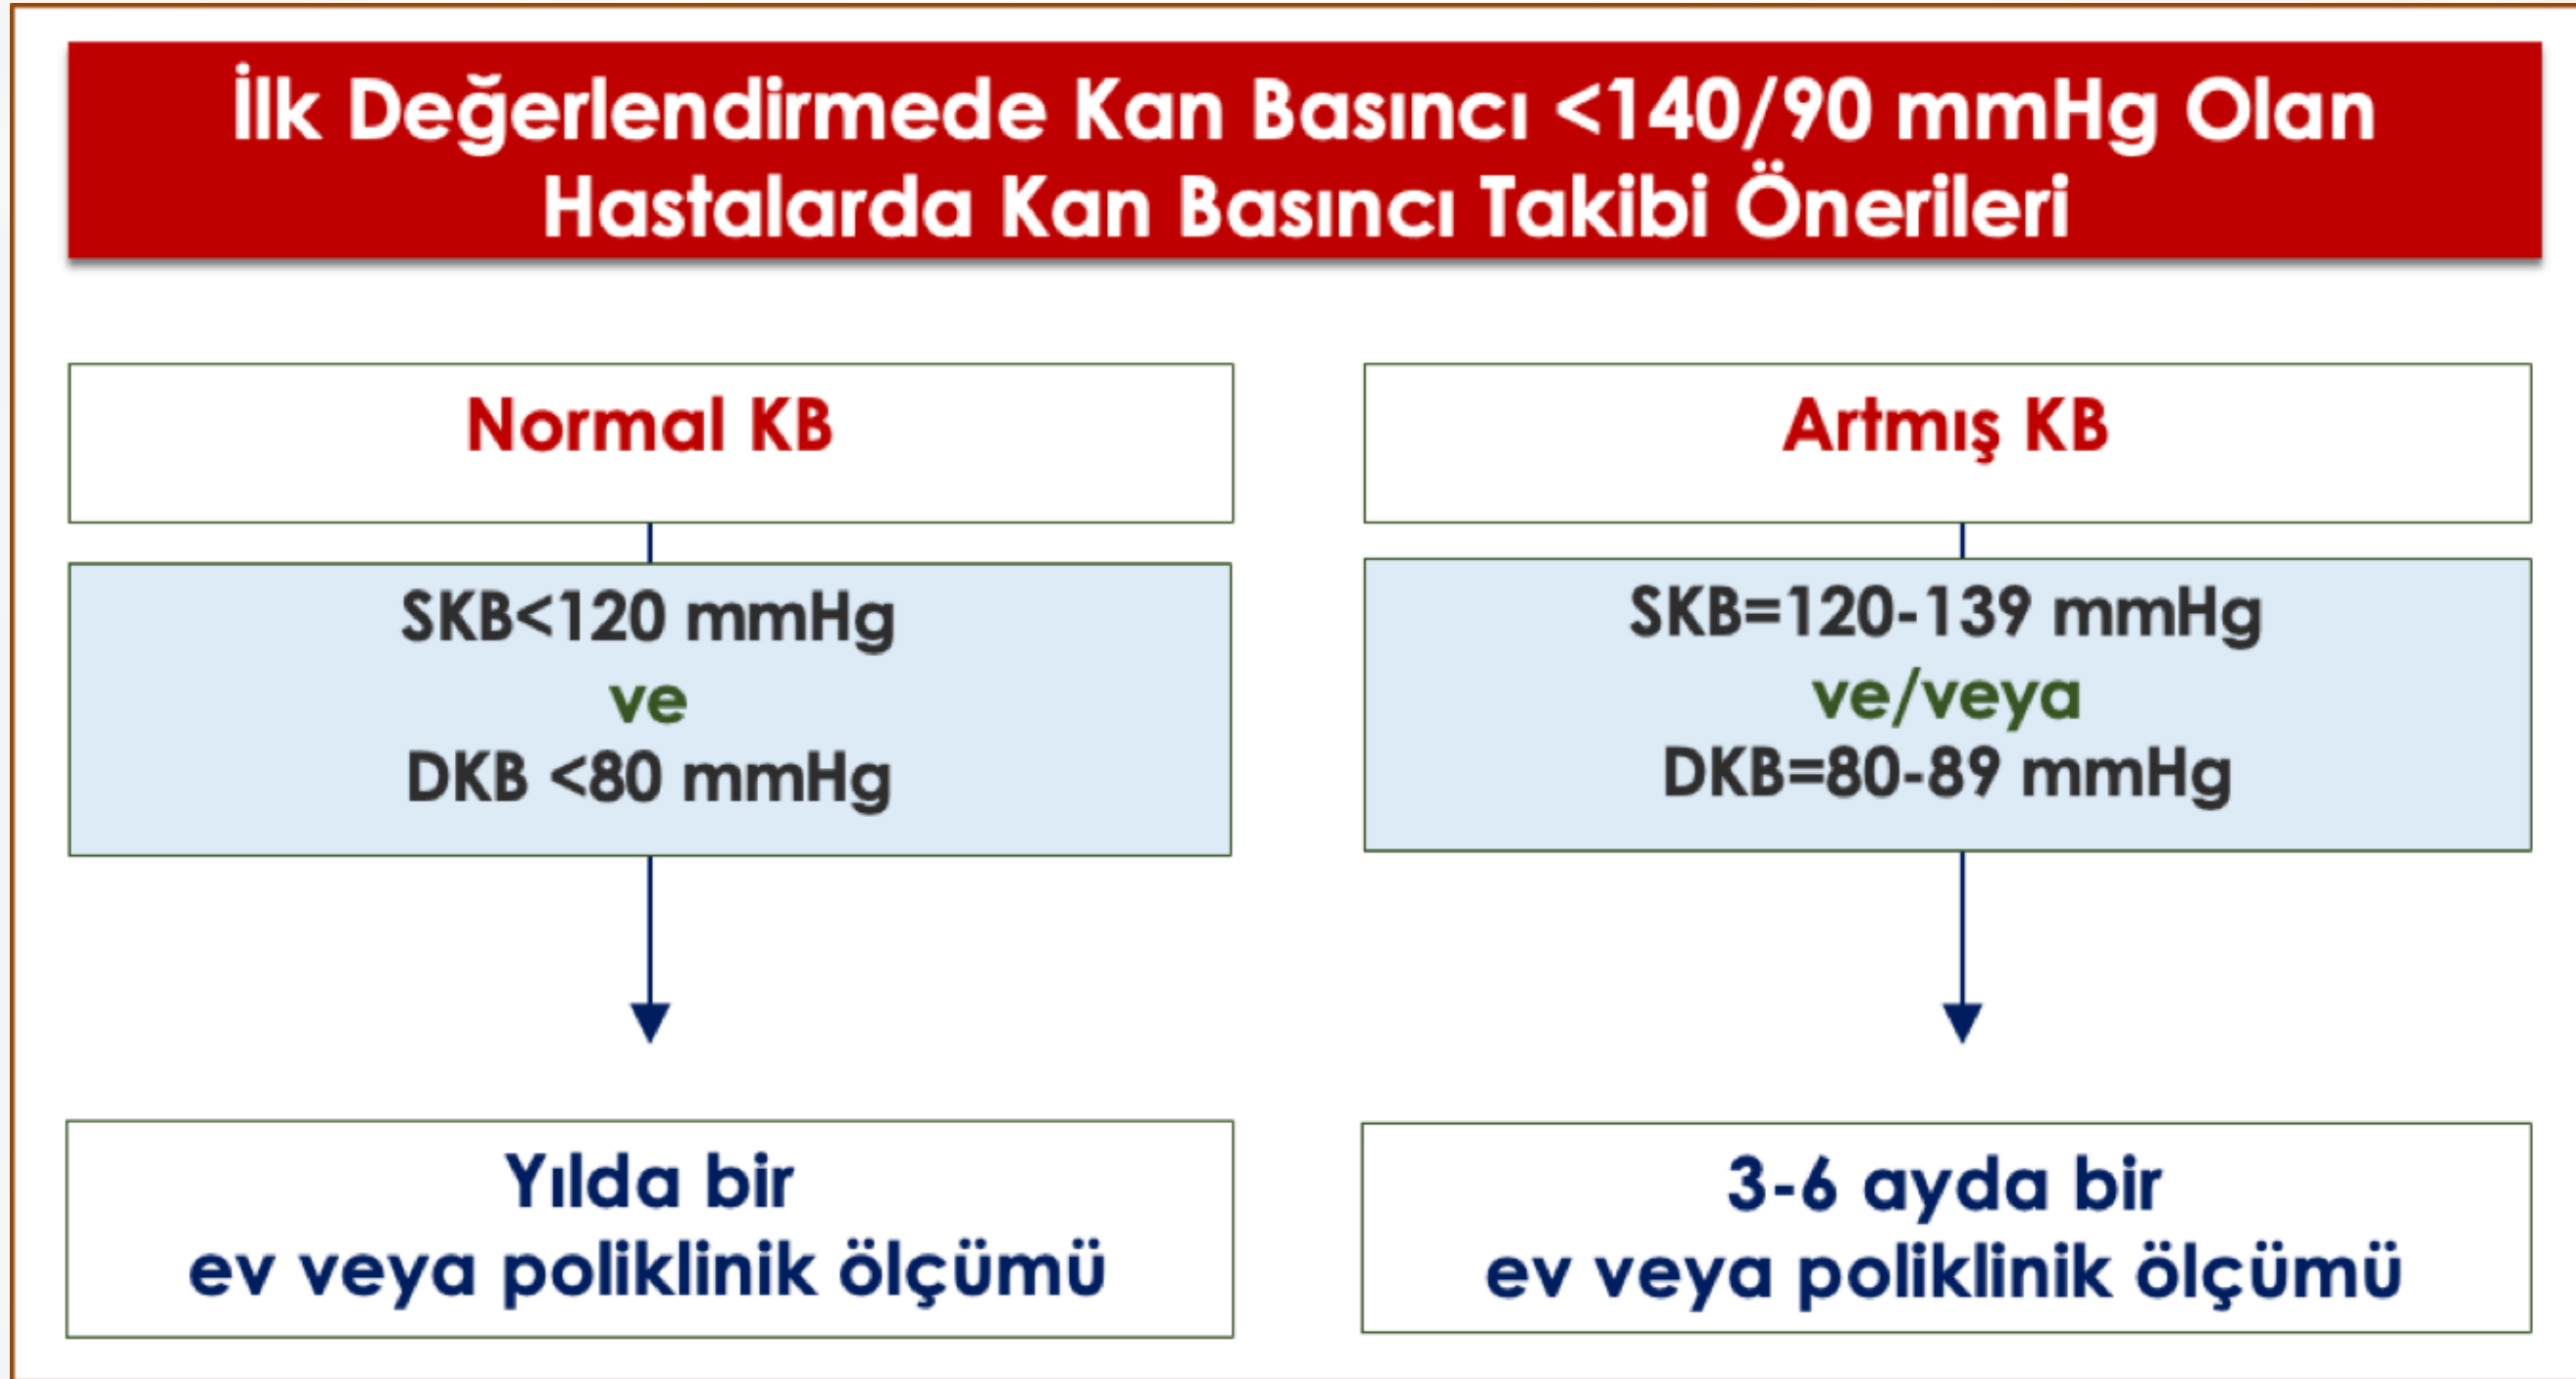 İlk Değerlendirmede Kan Basıncı <140/90 mmHg Olan
Hastalarda Kan Basıncı Takibi Önerileri
Normal KB
SKB<120 mmHg
ve
DKB <80 mmHg
Yılda bir
ev veya poliklinik ölçümü
Artmış KB
SKB=120-139 mmHg
ve/veya
DKB=80-89 mmHg
3-6 ayda bir
ev veya poliklinik ölçümü